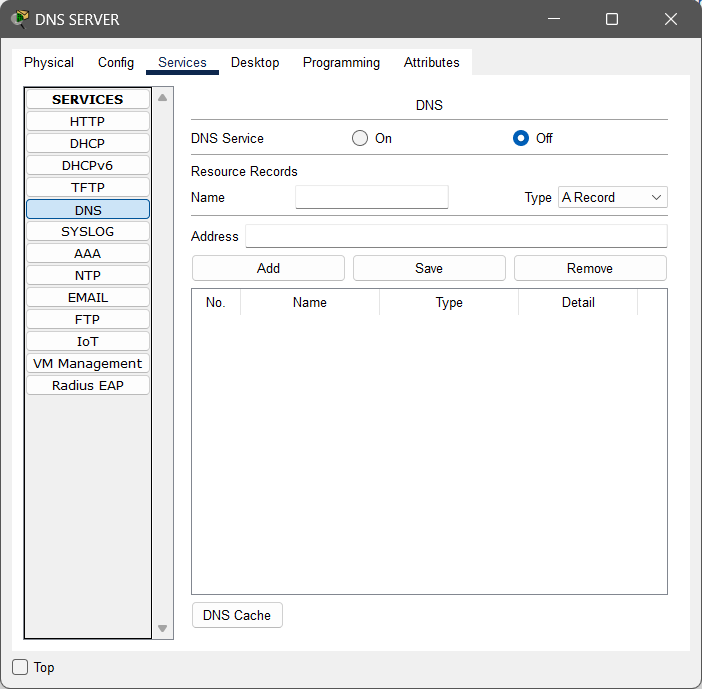 DNS SERVER
Physical Config Services Desktop Programming Attributes
SERVICES
HTTP
DHCP
DHCPv6
TFTP
DNS
SYSLOG
AAA
NTP
EMAIL
FTP
IoT
VM Management
Radius EAP
DNS
DNS Service On Off
Resource Records
Name Type A Record
Address
Add Save Remove
No. Name Type Detail
DNS Cache
Top